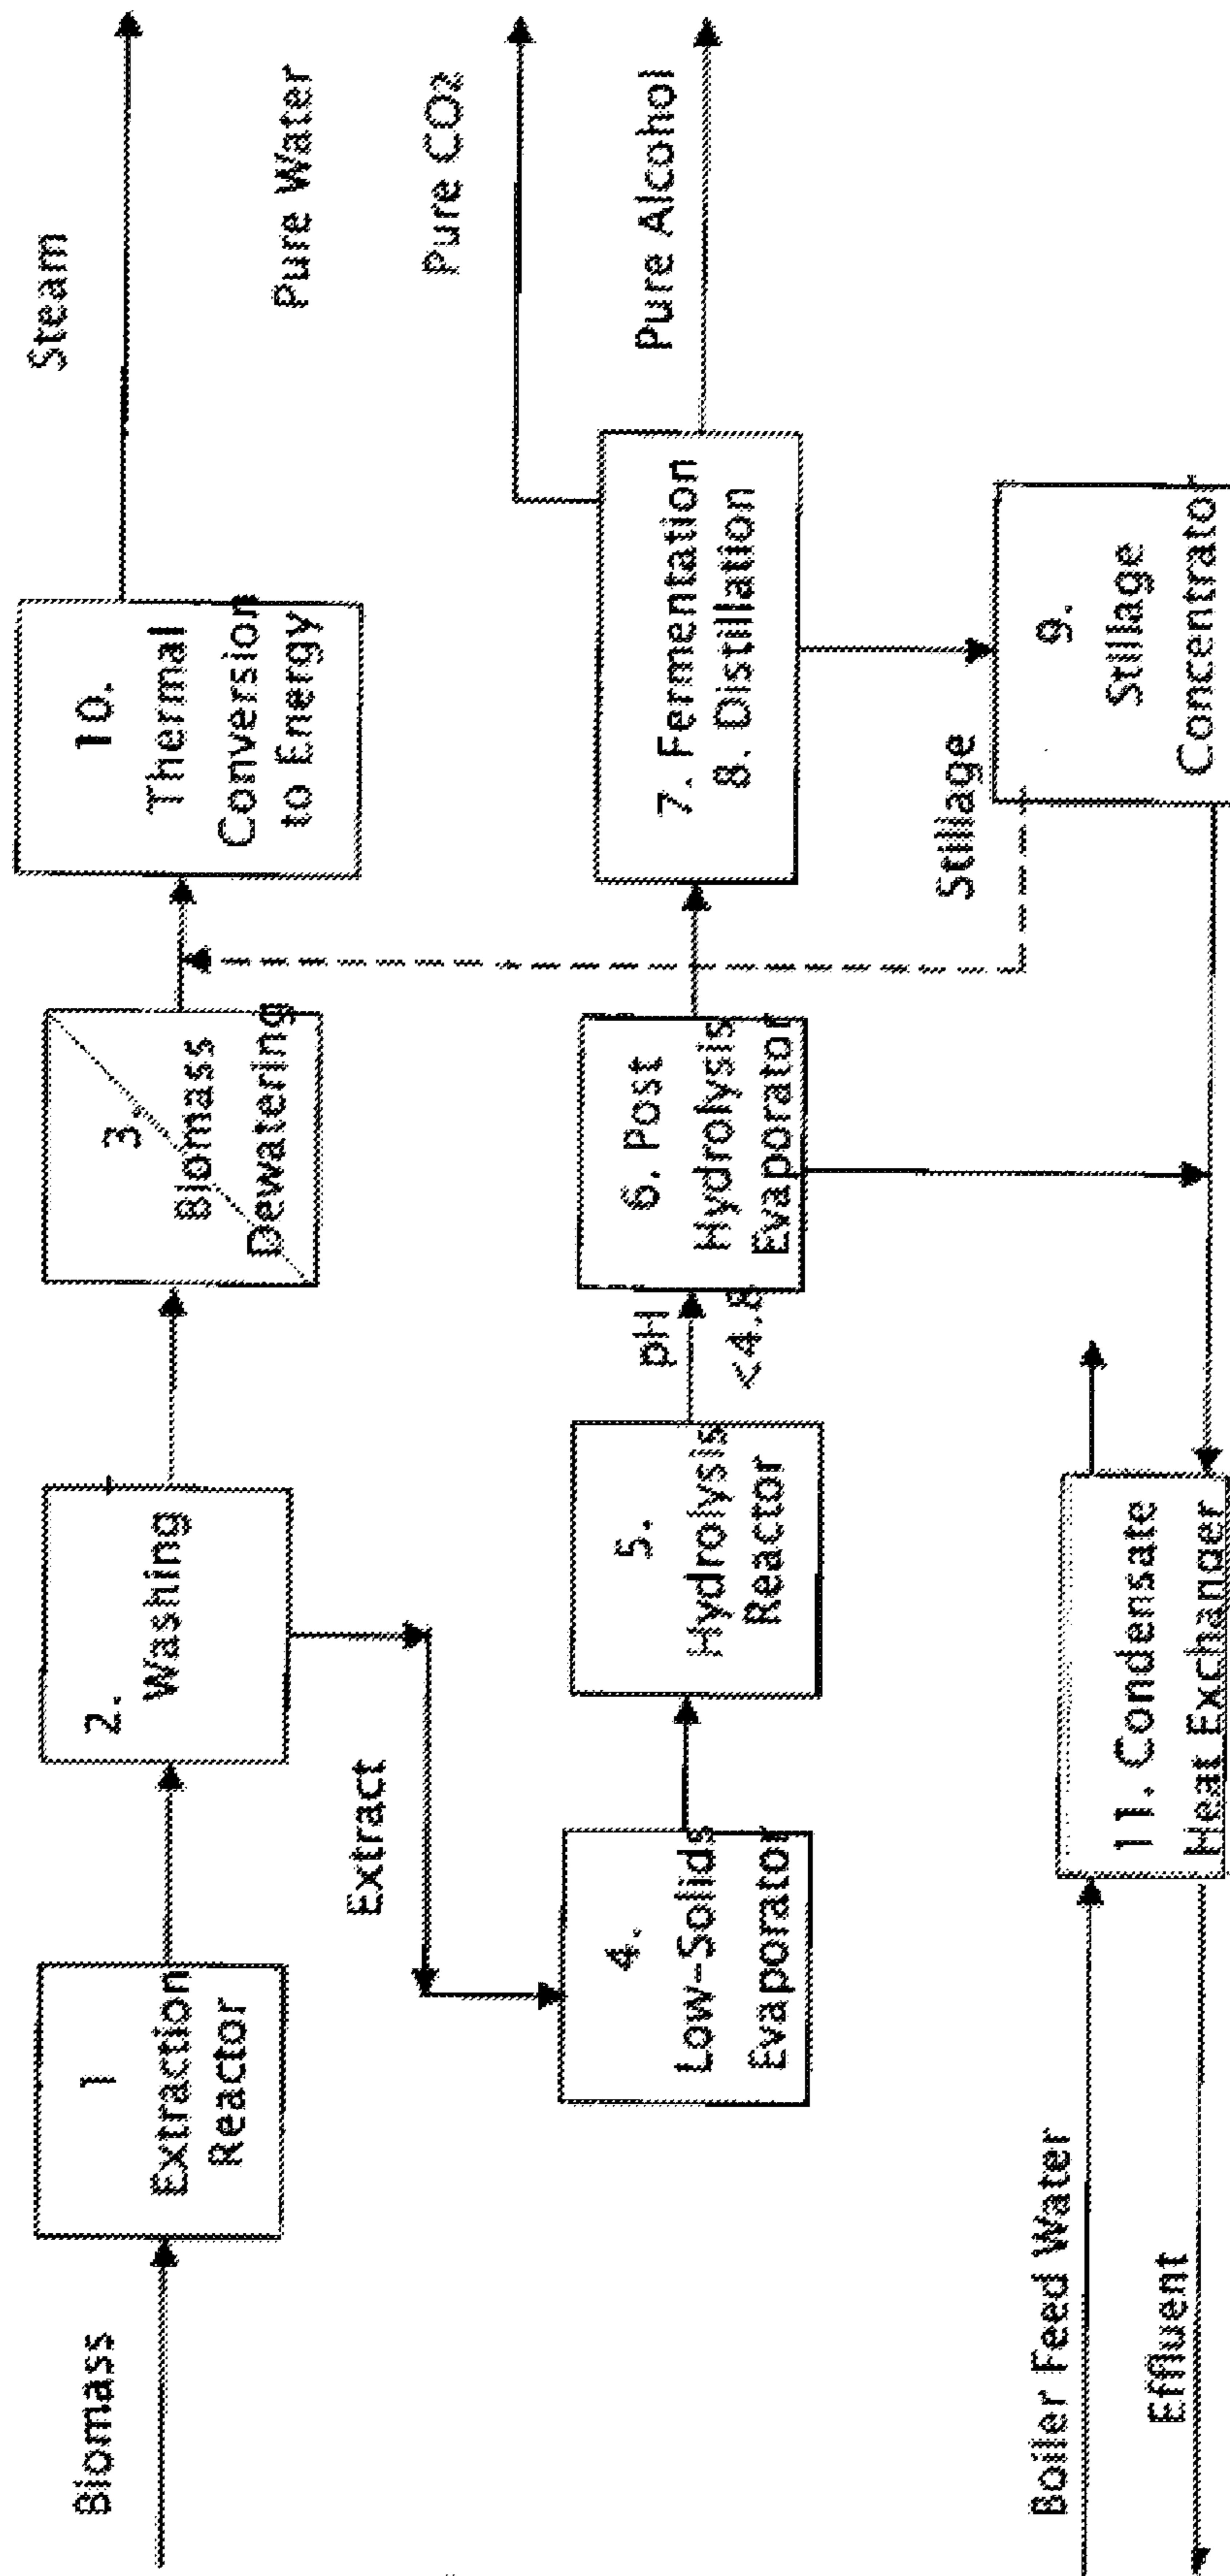 Biomass
1
Extraction
Reactor
2.
Washing
3.
Biomass
Dewatering
10.
Thermal
Conversion
to Energy
Steam
Pure Water
Extract
4.
Low-Solids
Evaporator
5.
Hydrolysis
Reactor
pH
<4.8
6. Post
Hydrolysis
Evaporator
7. Fermentation
8. Distillation
Pure CO2
Pure Alcohol
Stillage
9.
Stillage
Concentrator
Boiler Feed Water
Effluent
11. Condensate
Heat Exchanger